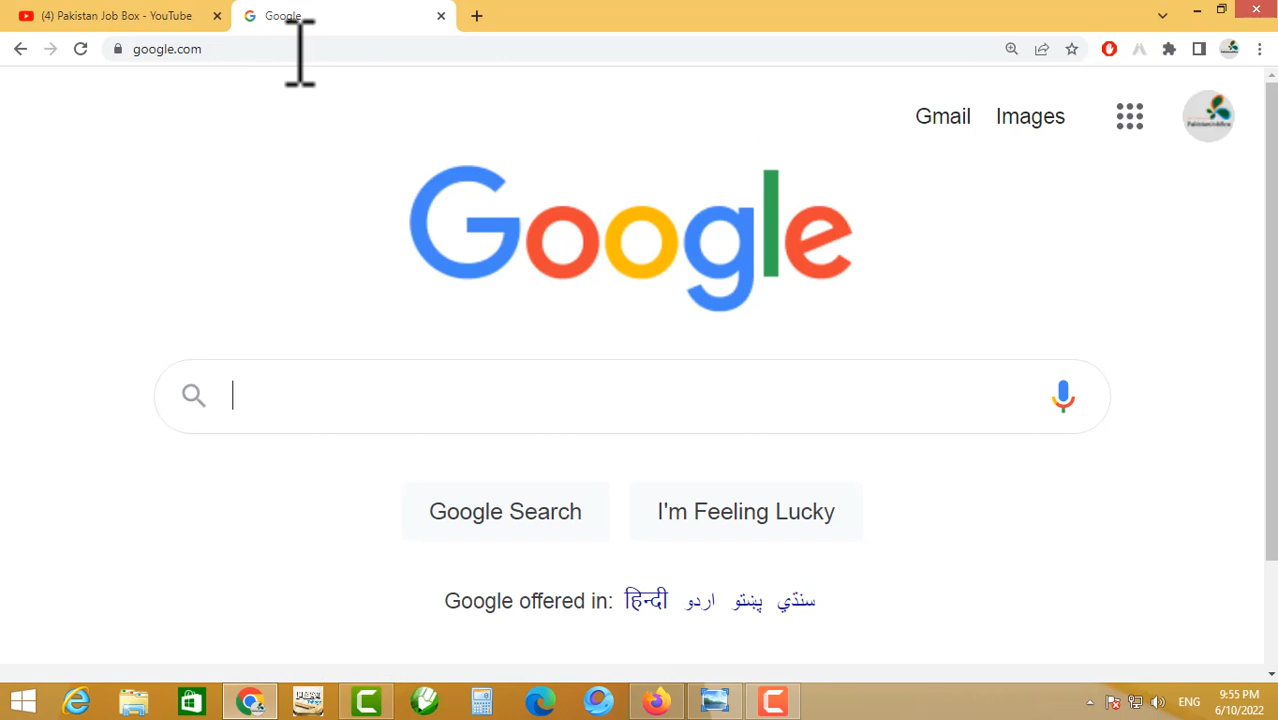 (4) Pakistan Job Box - YouTube
Google
google.com
Gmail
Images
PakistanJobBox
Google
Google Search
I'm Feeling Lucky
Google offered in: हिन्दी اردو پښتو سنڌي
ENG
9:55 PM
6/10/2022